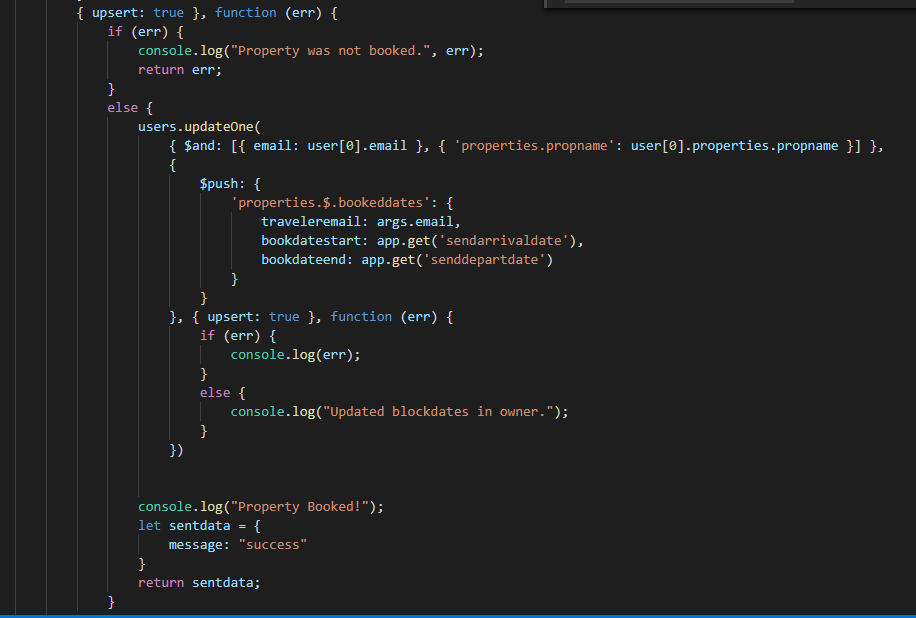 { upsert: true }, function (err) {
if (err) {
console.log("Property was not booked.", err);
return err;
}
else {
users.updateOne(
{ $and: [{ email: user[0].email }, { 'properties.propname': user[0].properties.propname }] },
{
$push: {
'properties.$.bookeddates': {
traveleremail: args.email,
bookdatestart: app.get('sendarrivaldate'),
bookdateend: app.get('senddepartdate')
}
}
}, { upsert: true }, function (err) {
if (err) {
console.log(err);
}
else {
console.log("Updated blockdates in owner.");
}
})
console.log("Property Booked!");
let sentdata = {
message: "success"
}
return sentdata;
}